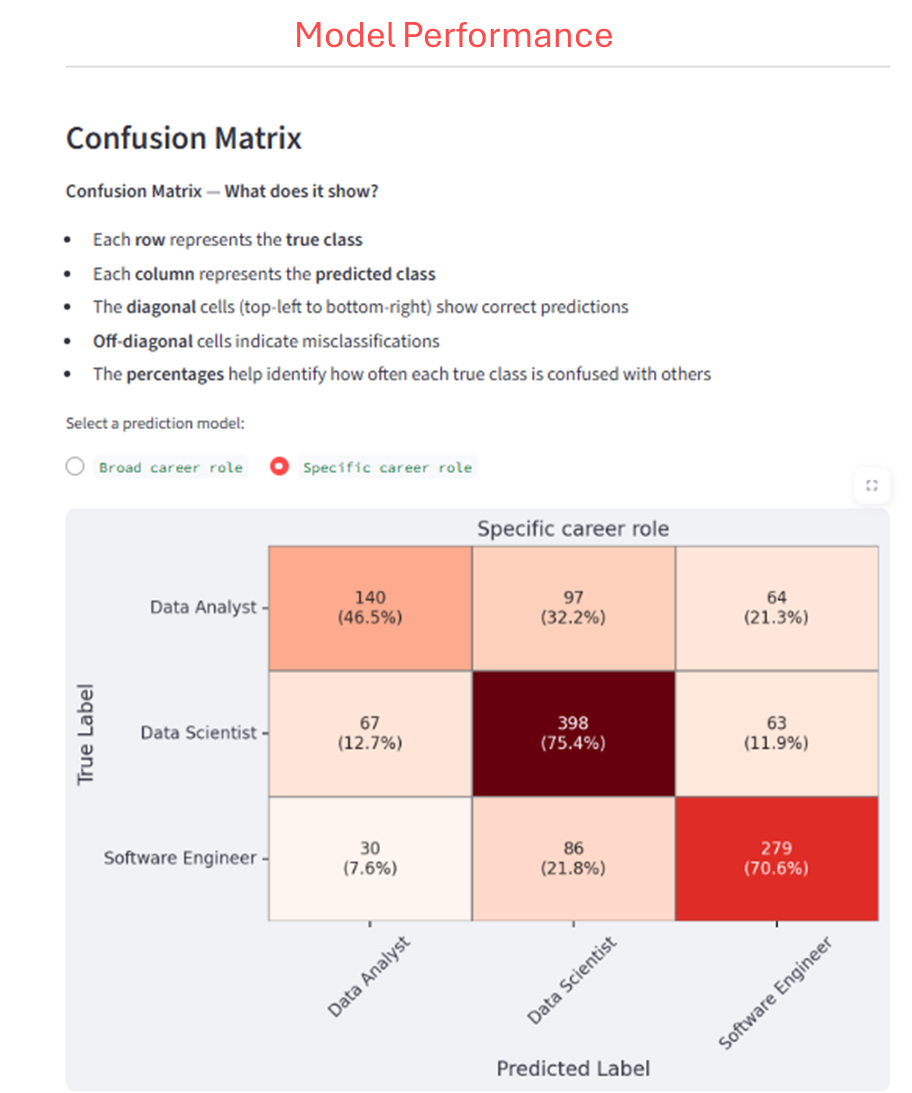 Model Performance
Confusion Matrix
Confusion Matrix — What does it show?
• Each row represents the true class
• Each column represents the predicted class
• The diagonal cells (top-left to bottom-right) show correct predictions
• Off-diagonal cells indicate misclassifications
• The percentages help identify how often each true class is confused with others
Select a prediction model:
Broad career role Specific career role
Specific career role
True Label
Data Analyst
140 97 64
(46.5%) (32.2%) (21.3%)
Data Scientist
67 398 63
(12.7%) (75.4%) (11.9%)
Software Engineer
30 86 279
(7.6%) (21.8%) (70.6%)
Data Analyst Data Scientist Software Engineer
Predicted Label